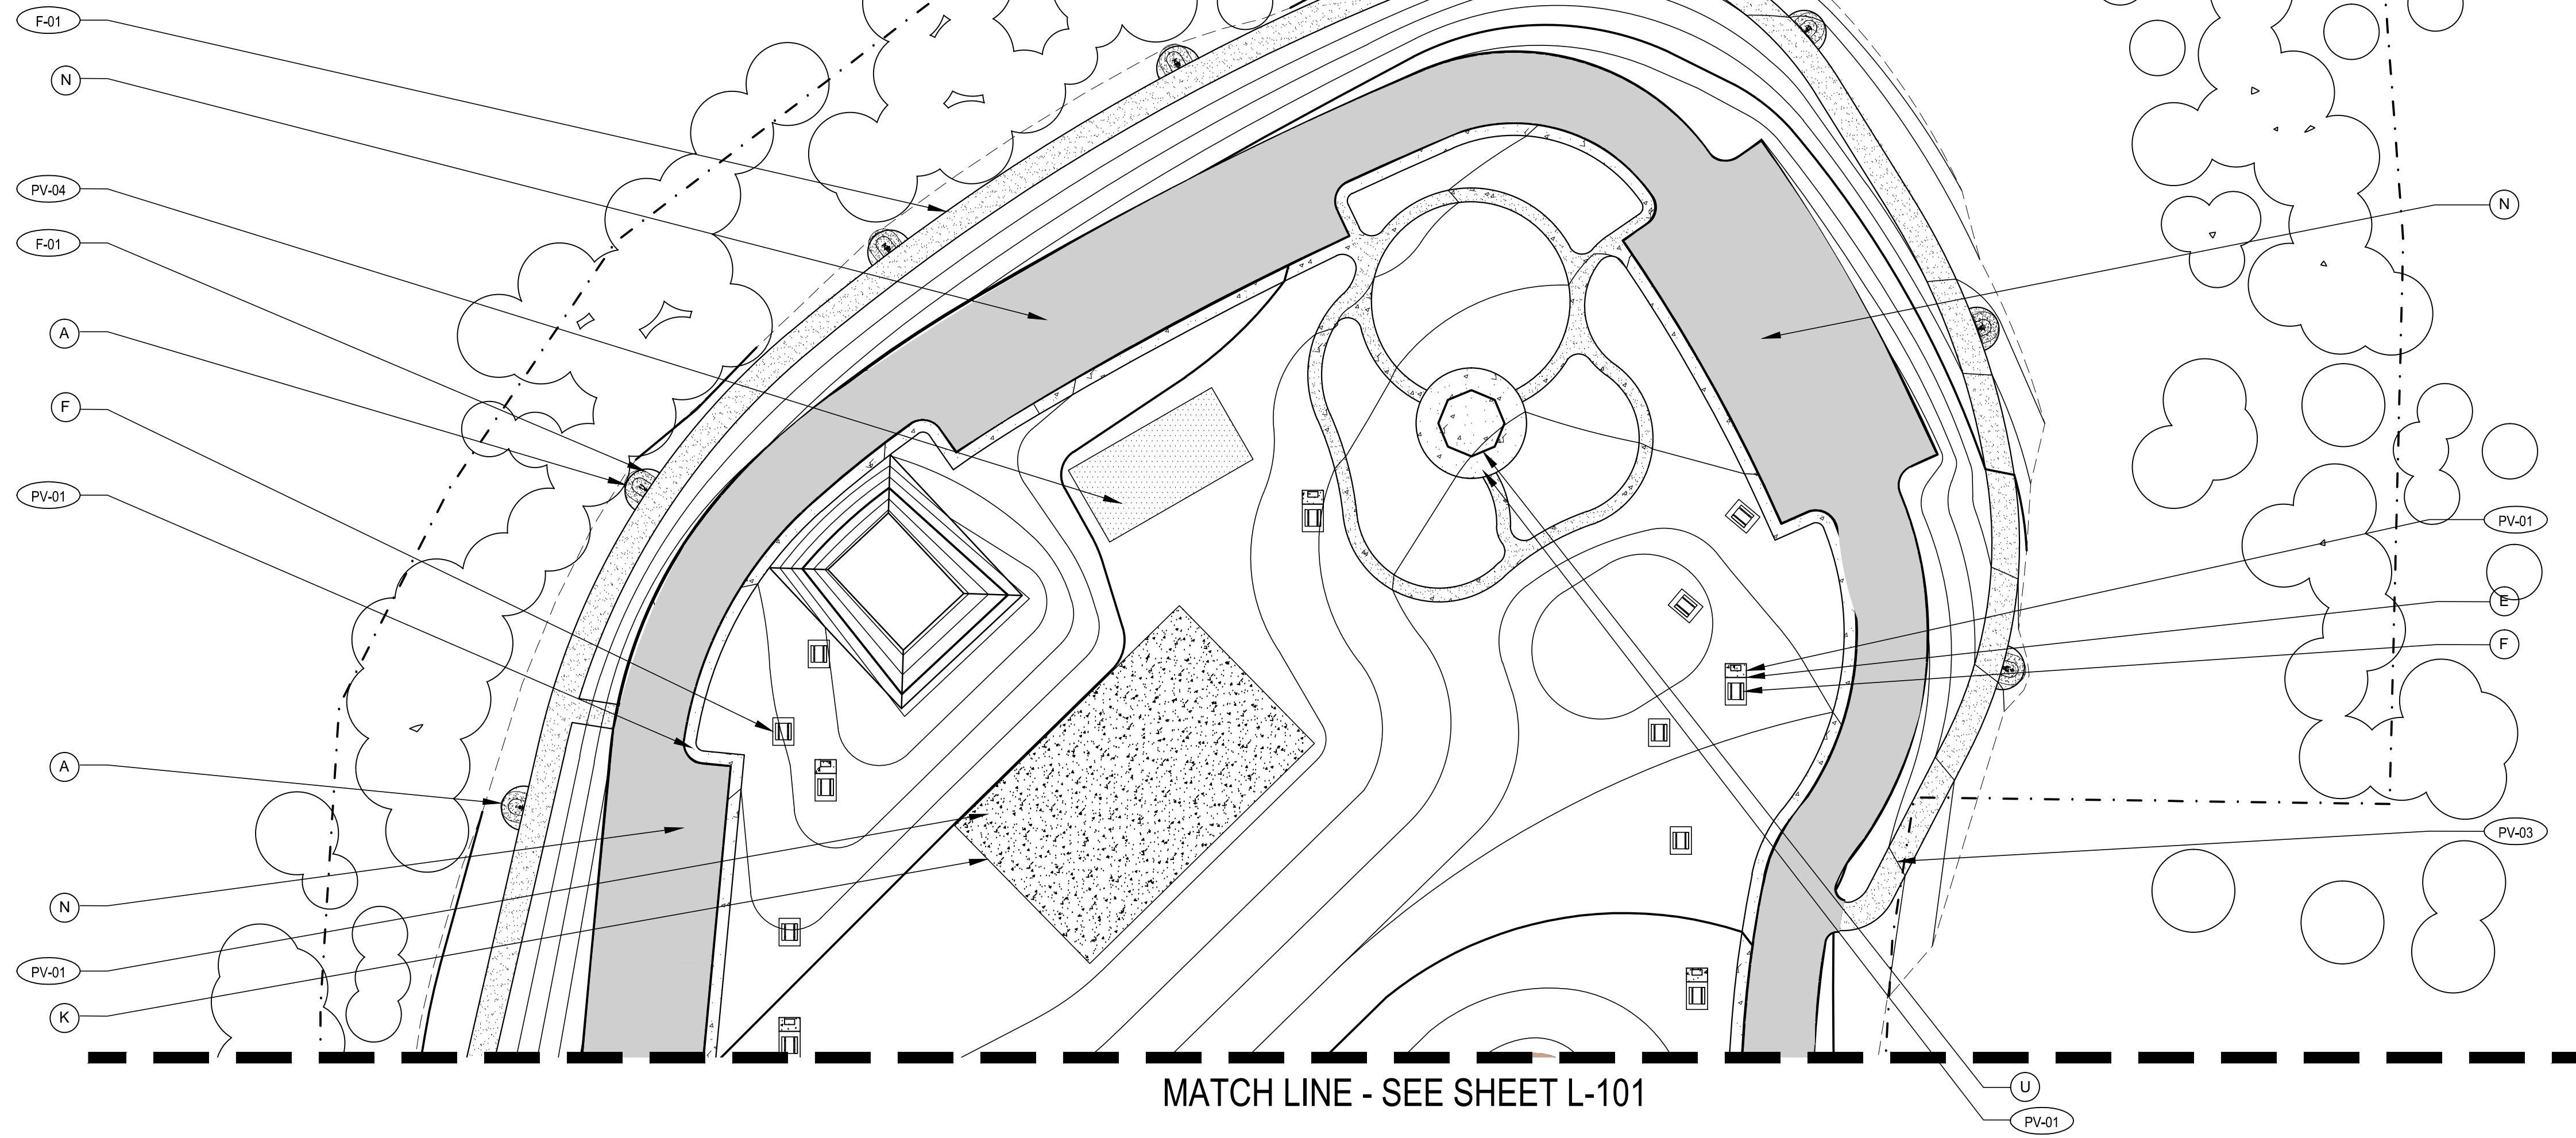 F-01
N
PV-04
F-01
A
F
PV-01
A
N
PV-01
K
N
PV-01
E
F
PV-03
MATCH LINE - SEE SHEET L-101
U
PV-01